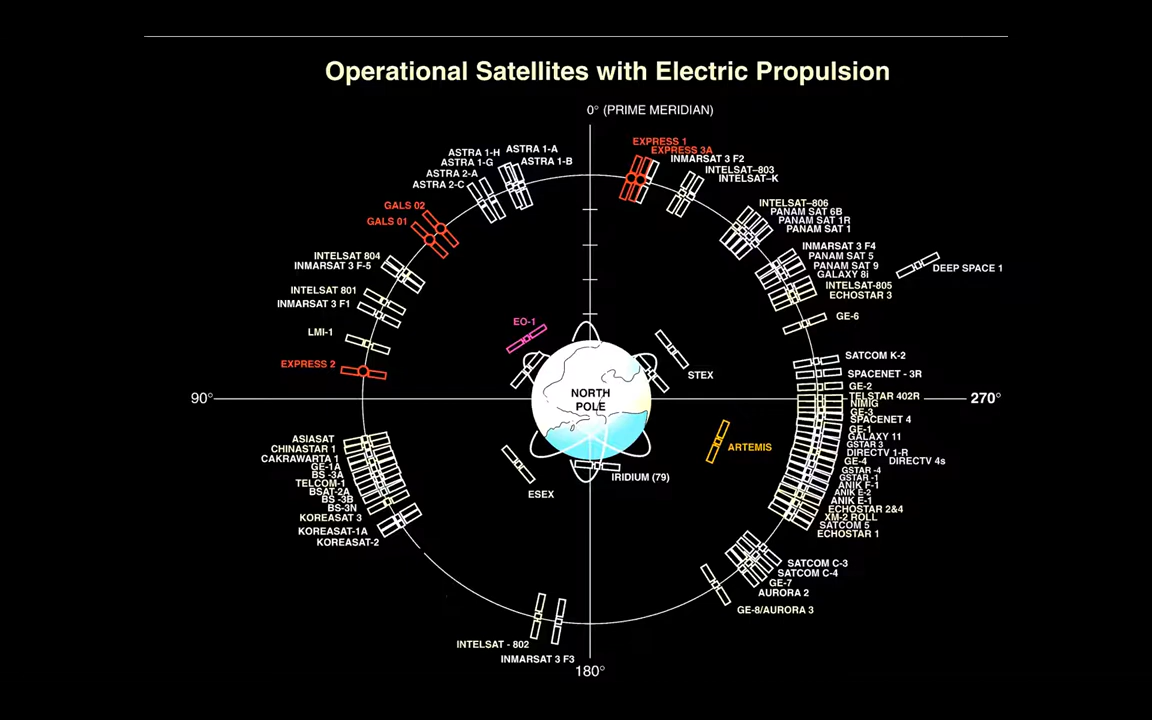 Operational Satellites with Electric Propulsion
0° (PRIME MERIDIAN)
EXPRESS 1
EXPRESS 3A
INMARSAT 3 F2
INTELSAT–803
INTELSAT–K
INTELSAT–806
PANAM SAT 6B
PANAM SAT 1R
PANAM SAT 1
INMARSAT 3 F4
PANAM SAT 5
PANAM SAT 9
GALAXY 8i
INTELSAT-805
ECHOSTAR 3
DEEP SPACE 1
GE-6
SATCOM K-2
SPACENET - 3R
GE-2
TELSTAR 402R
NIMIG
GE-3
SPACENET 4
270°
GE-1
GALAXY 11
GSTAR 3
DIRECTV 1-R
GE-4
DIRECTV 4s
GSTAR -4
GSTAR -1
ANIK F-1
ANIK E-2
ANIK E-1
ECHOSTAR 2&4
XM-2 ROLL
SATCOM 5
ECHOSTAR 1
SATCOM C-3
SATCOM C-4
GE-7
AURORA 2
GE-8/AURORA 3
180°
INMARSAT 3 F3
INTELSAT - 802
KOREASAT-2
KOREASAT-1A
KOREASAT 3
BS-3N
BS -3B
BSAT-2A
TELCOM-1
BS -3A
GE-1A
CAKRAWARTA 1
CHINASTAR 1
ASIASAT
90°
EXPRESS 2
LMI-1
INMARSAT 3 F1
INTELSAT 801
INMARSAT 3 F-5
INTELSAT 804
GALS 01
GALS 02
ASTRA 2-C
ASTRA 2-A
ASTRA 1-G
ASTRA 1-H
ASTRA 1-A
ASTRA 1-B
EO-1
STEX
NORTH
POLE
ARTEMIS
IRIDIUM (79)
ESEX